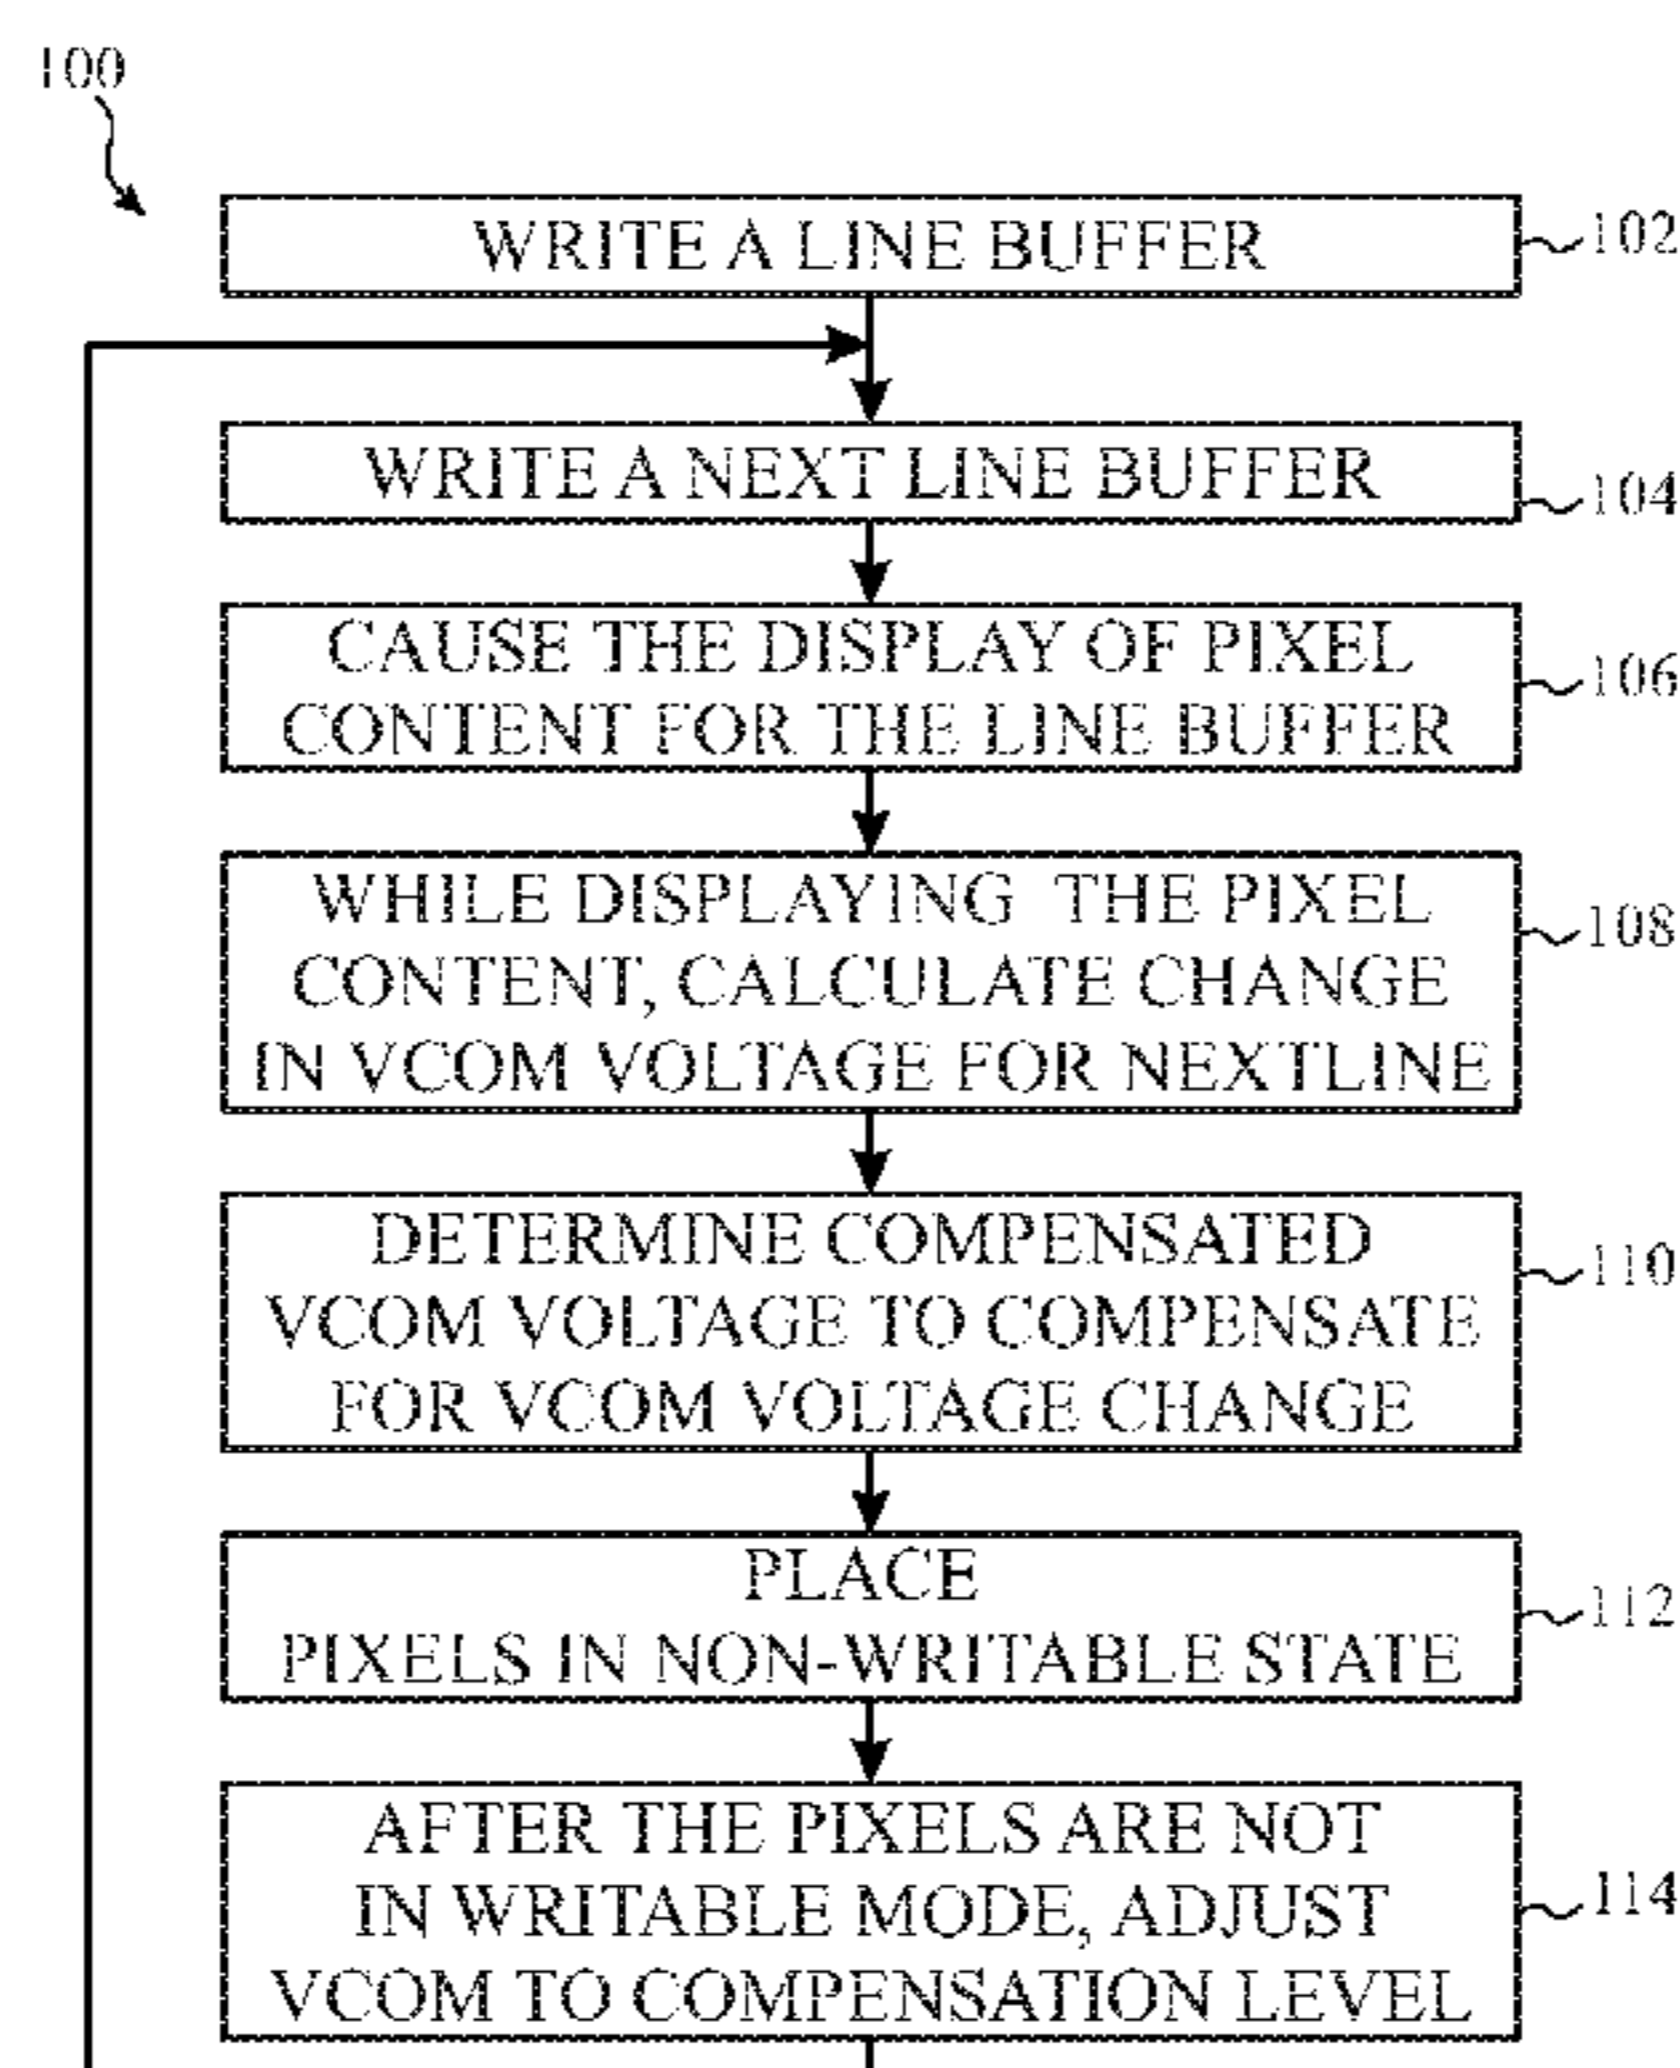 100
WRITE A LINE BUFFER
102
WRITE A NEXT LINE BUFFER
104
CAUSE THE DISPLAY OF PIXEL
CONTENT FOR THE LINE BUFFER
106
WHILE DISPLAYING THE PIXEL
CONTENT, CALCULATE CHANGE
IN VCOM VOLTAGE FOR NEXTLINE
108
DETERMINE COMPENSATED
VCOM VOLTAGE TO COMPENSATE
FOR VCOM VOLTAGE CHANGE
110
PLACE
PIXELS IN NON-WRITABLE STATE
112
AFTER THE PIXELS ARE NOT
IN WRITABLE MODE, ADJUST
VCOM TO COMPENSATION LEVEL
114